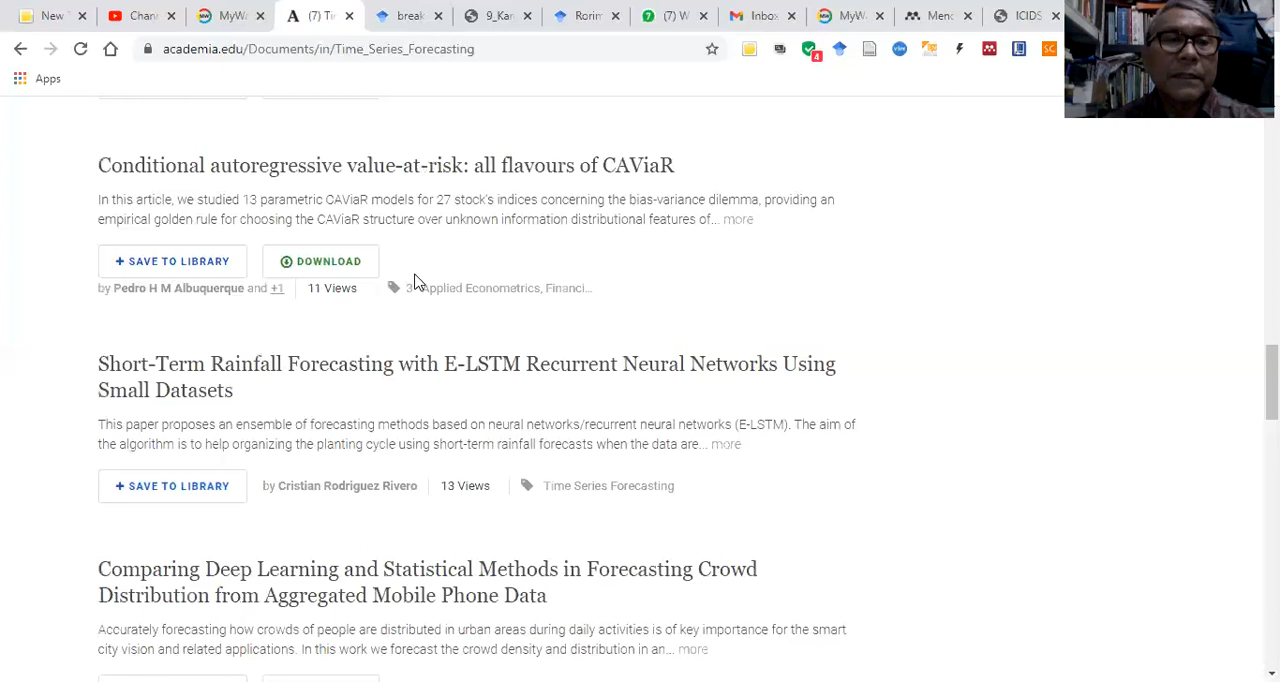 New
Chann
MyWa
(7) Ti
break
9_Kar
Rorim
(7) W
Inbox
MyW
Mend
ICIDS
academia.edu/Documents/in/Time_Series_Forecasting
4
Apps
Conditional autoregressive value-at-risk: all flavours of CAViaR
In this article, we studied 13 parametric CAViaR models for 27 stock's indices concerning the bias-variance dilemma, providing an
empirical golden rule for choosing the CAViaR structure over unknown information distributional features of... more
+ SAVE TO LIBRARY DOWNLOAD
by Pedro H M Albuquerque and +1 11 Views 3 Applied Econometrics, Financi...
Short-Term Rainfall Forecasting with E-LSTM Recurrent Neural Networks Using
Small Datasets
This paper proposes an ensemble of forecasting methods based on neural networks/recurrent neural networks (E-LSTM). The aim of
the algorithm is to help organizing the planting cycle using short-term rainfall forecasts when the data are... more
+ SAVE TO LIBRARY by Cristian Rodriguez Rivero 13 Views Time Series Forecasting
Comparing Deep Learning and Statistical Methods in Forecasting Crowd
Distribution from Aggregated Mobile Phone Data
Accurately forecasting how crowds of people are distributed in urban areas during daily activities is of key importance for the smart
city vision and related applications. In this work we forecast the crowd density and distribution in an... more